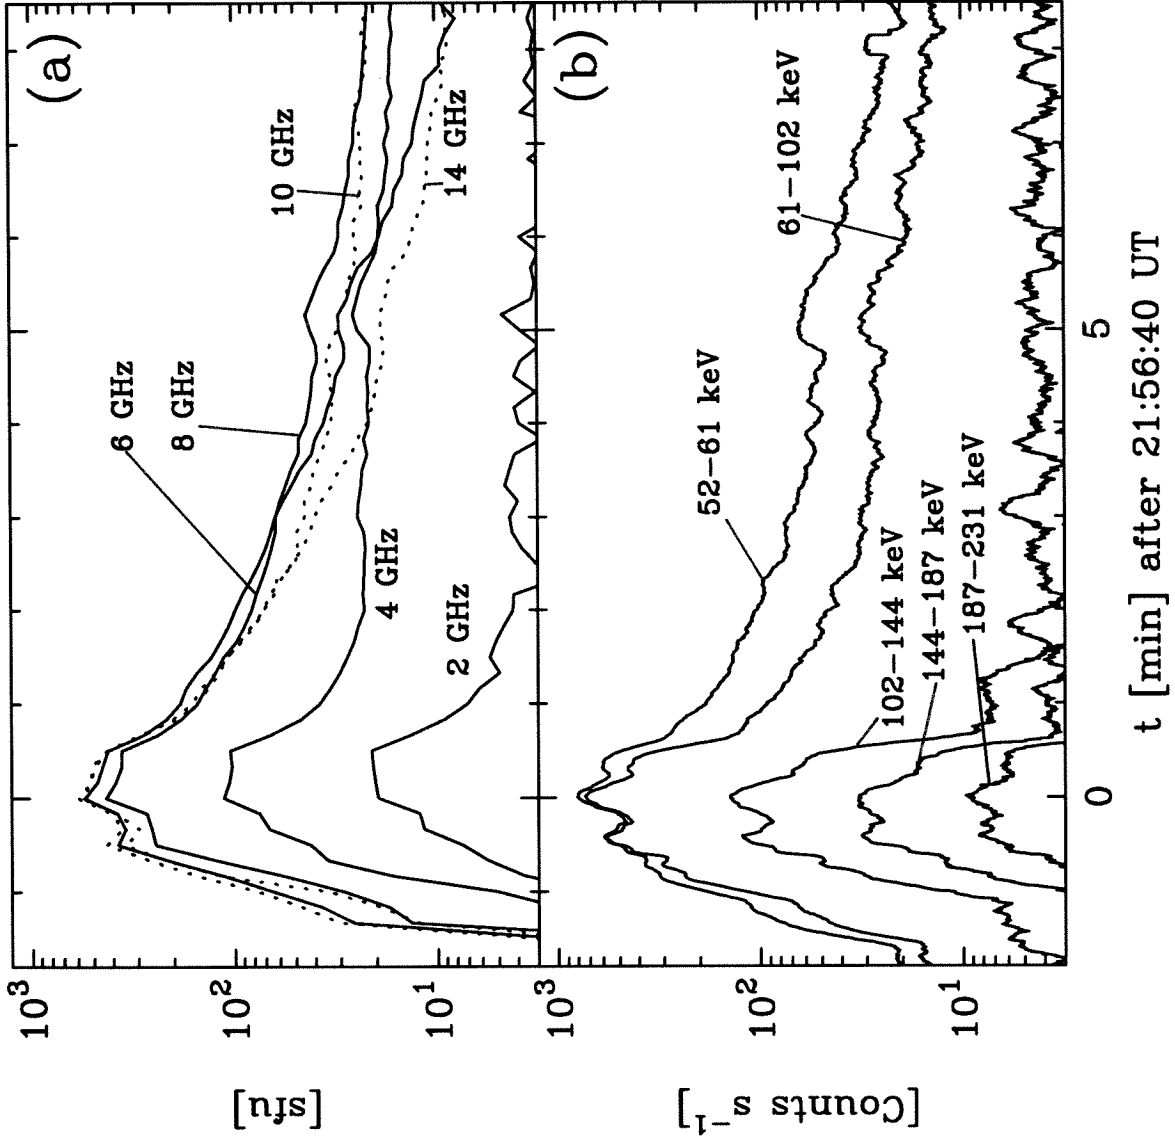 (a)
10³
10²
10¹
[sfu]
6 GHz
8 GHz
10 GHz
4 GHz
14 GHz
2 GHz
(b)
10³
10²
10¹
[Counts s⁻¹]
52–61 keV
61–102 keV
102–144 keV
144–187 keV
187–231 keV
0
5
t [min] after 21:56:40 UT